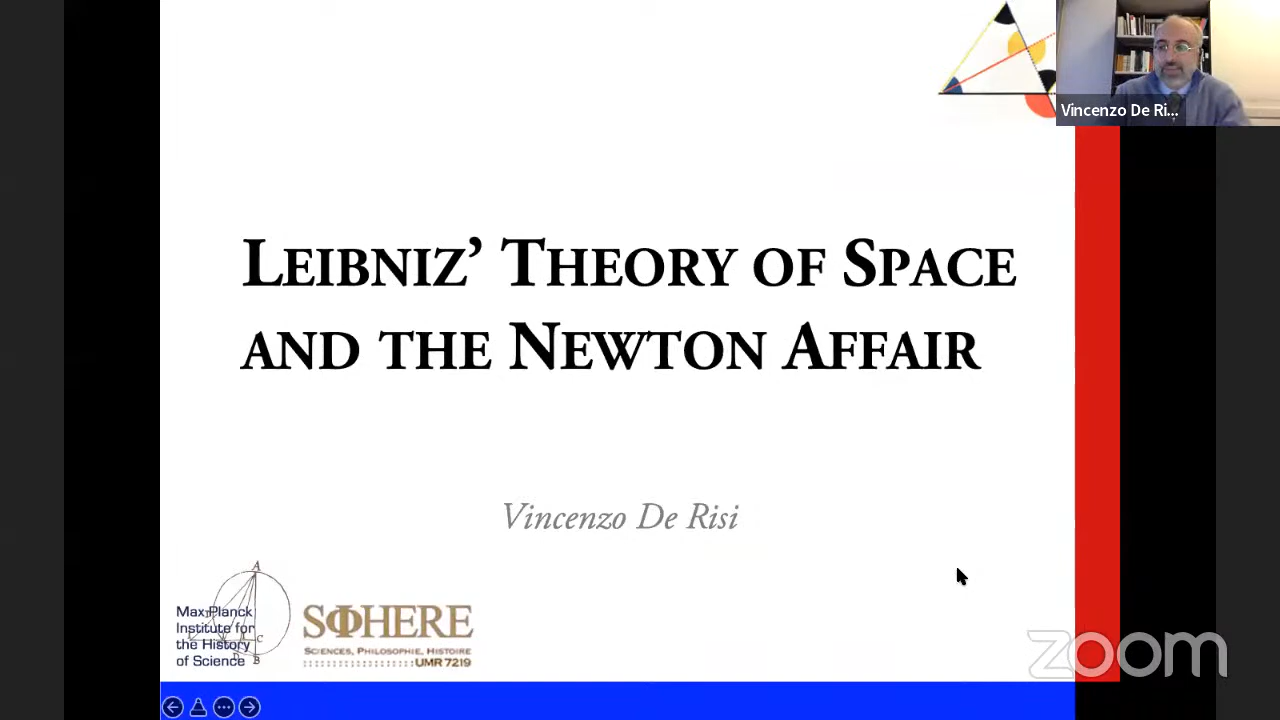 Vincenzo De Ri...
LEIBNIZ' THEORY OF SPACE
AND THE NEWTON AFFAIR
Vincenzo De Risi
A
Max Planck
Institute for
the History
of Science
C
B
SΦHERE
SCIENCES, PHILOSOPHIE, HISTOIRE
UMR 7219
zoom